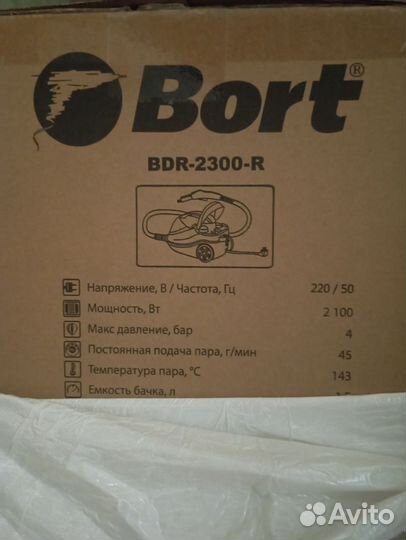 Bort®
BDR-2300-R
Напряжение, В / Частота, Гц 220 / 50
Мощность, Вт 2 100
Макс давление, бар 4
Постоянная подача пара, г/мин 45
Температура пара, °С 143
Емкость бачка, л
Avito